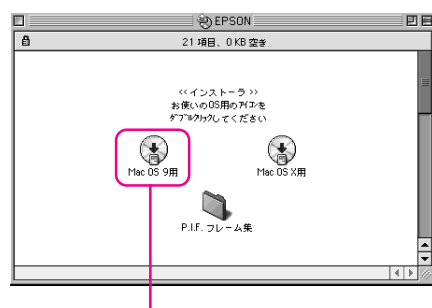 EPSON
21 項目、0 KB 空き
<<インストーラ>>
お使いのOS用のｱｲｺﾝを
ﾀﾞﾌﾞﾙｸﾘｯｸしてください
Mac OS 9用
Mac OS X用
P.I.F. フレーム集